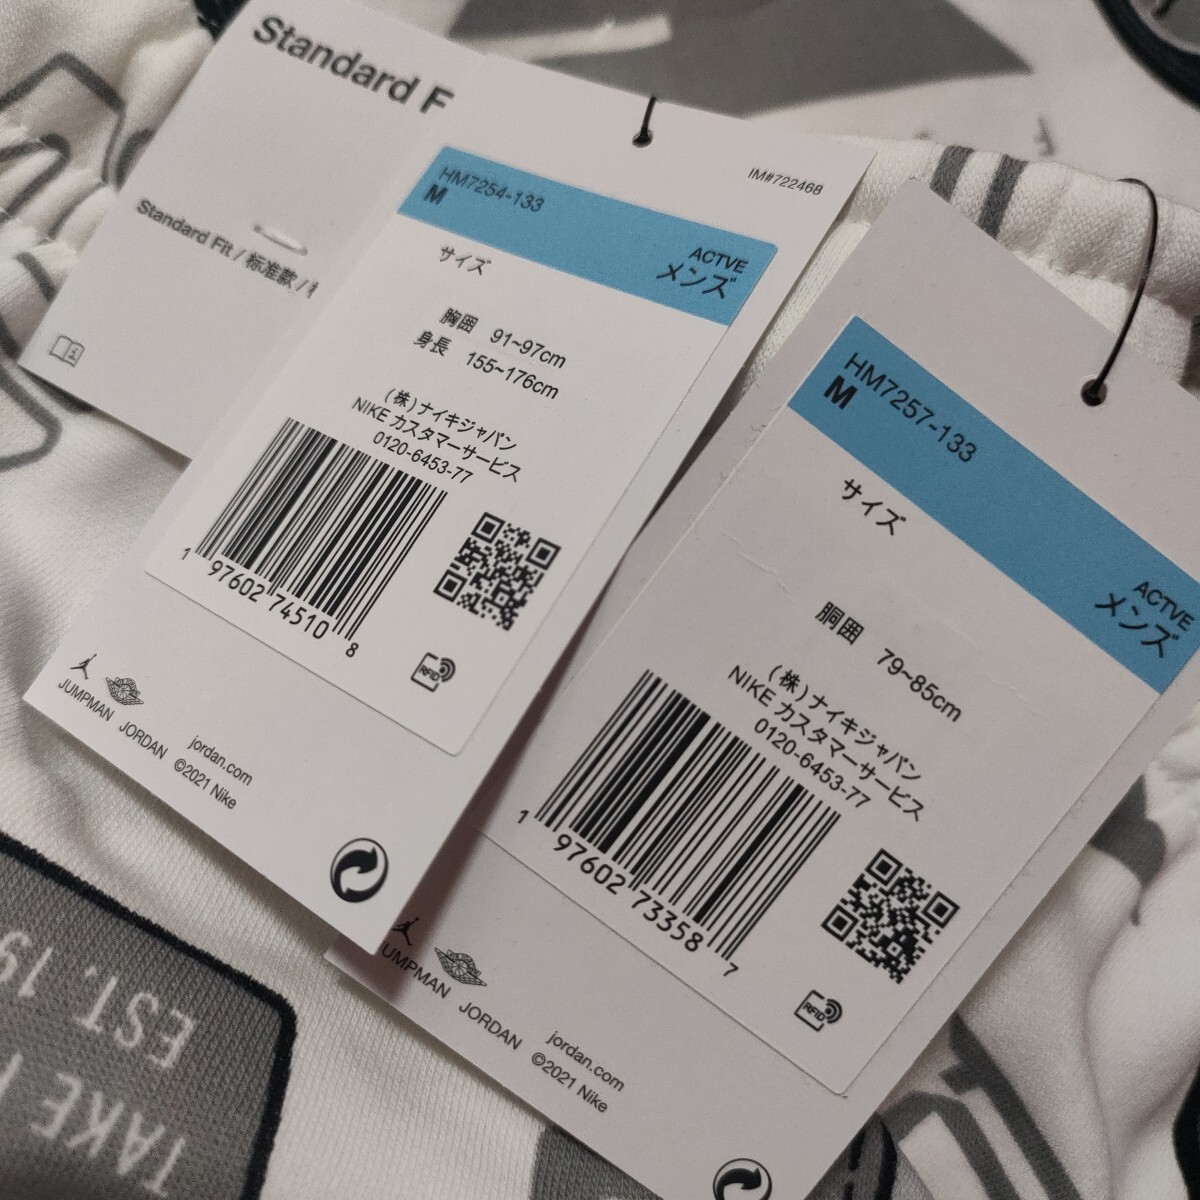 Standard F
Standard Fit / 标准款 /
IM#722468
HM7254-133
M
ACTVE
サイズ
メンズ
胸囲 91~97cm
身長 155~176cm
(株)ナイキジャパン
NIKE カスタマーサービス
0120-6453-77
1 97602 74510 8
RFID
JUMPMAN JORDAN
jordan.com
©2021 Nike
HM7257-133
M
ACTVE
サイズ
メンズ
胴囲 79~85cm
(株)ナイキジャパン
NIKE カスタマーサービス
0120-6453-77
1 97602 73358 7
RFID
UMPMAN JORDAN
jordan.com
©2021 Nike
TAKE
EST. 19